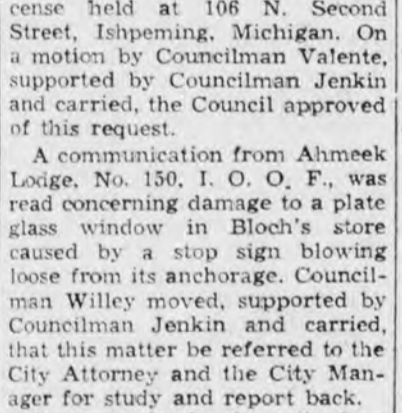 cense held at 106 N. Second
Street, Ishpeming, Michigan. On
a motion by Councilman Valente,
supported by Councilman Jenkin
and carried, the Council approved
of this request.
A communication from Ahmeek
Lodge, No. 150, I. O. O. F., was
read concerning damage to a plate
glass window in Bloch's store
caused by a stop sign blowing
loose from its anchorage. Council-
man Willey moved, supported by
Councilman Jenkin and carried,
that this matter be referred to the
City Attorney and the City Man-
ager for study and report back.